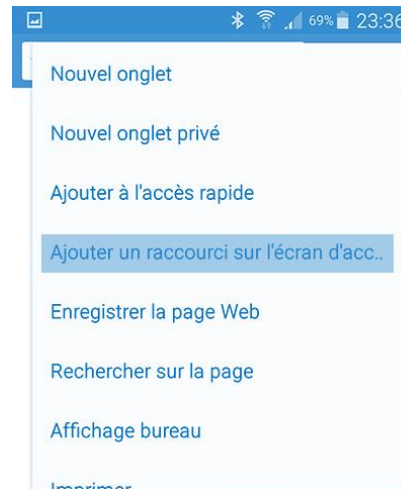 69% 23:36
Nouvel onglet
Nouvel onglet privé
Ajouter à l'accès rapide
Ajouter un raccourci sur l'écran d'acc..
Enregistrer la page Web
Rechercher sur la page
Affichage bureau
Imprimer